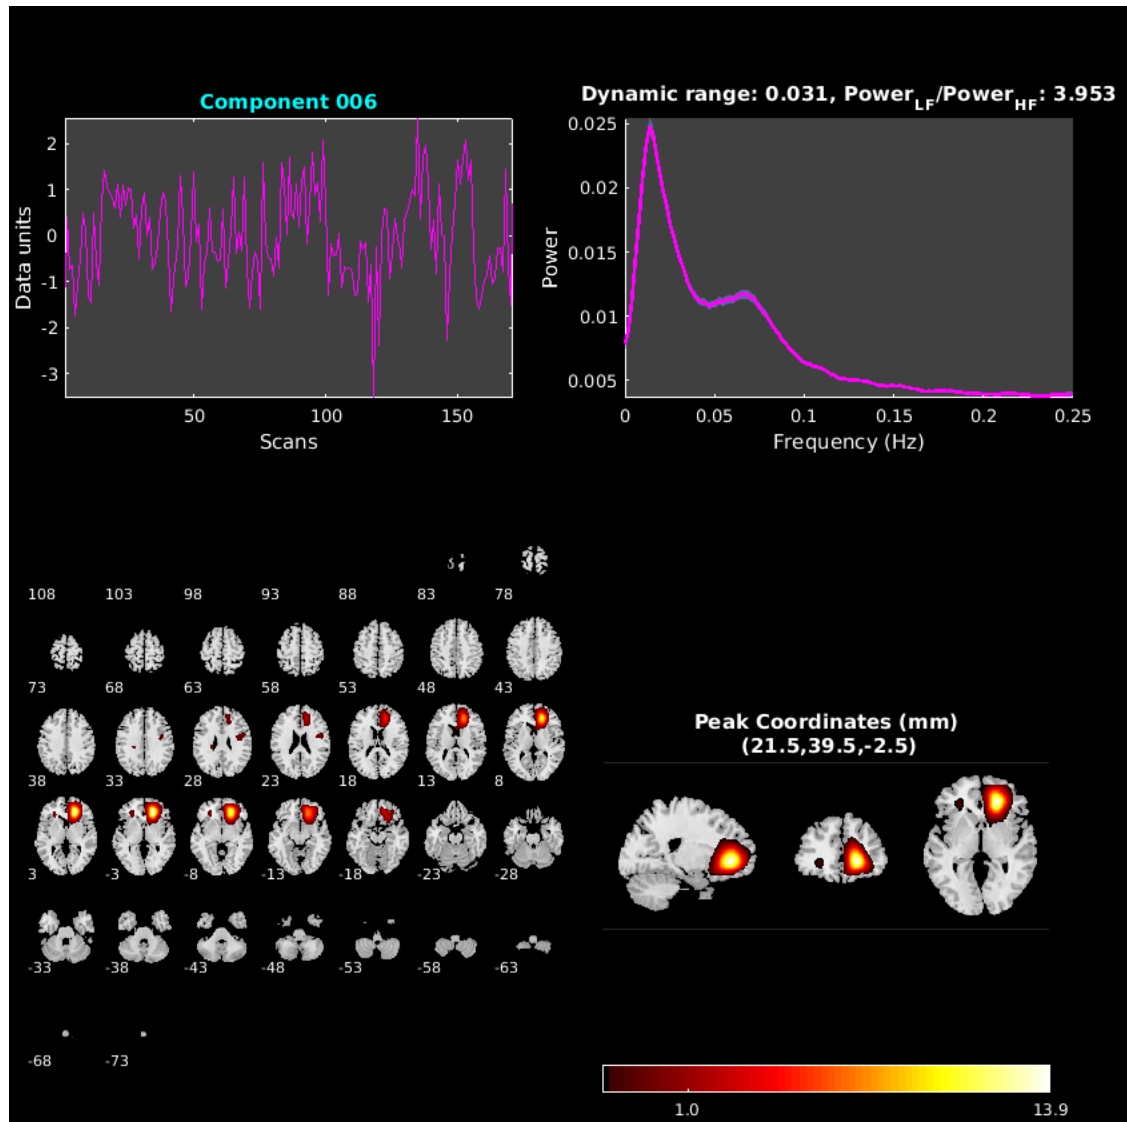 Component 006
2
1
0
-1
-2
-3
Data units
50 100 150
Scans
Dynamic range: 0.031, Power_LF/Power_HF: 3.953
0.025
0.02
0.015
0.01
0.005
Power
0 0.05 0.1 0.15 0.2 0.25
Frequency (Hz)
108 103 98 93 88 83 78
73 68 63 58 53 48 43
38 33 28 23 18 13 8
3 -3 -8 -13 -18 -23 -28
-33 -38 -43 -48 -53 -58 -63
-68 -73
Peak Coordinates (mm)
(21.5,39.5,-2.5)
1.0 13.9